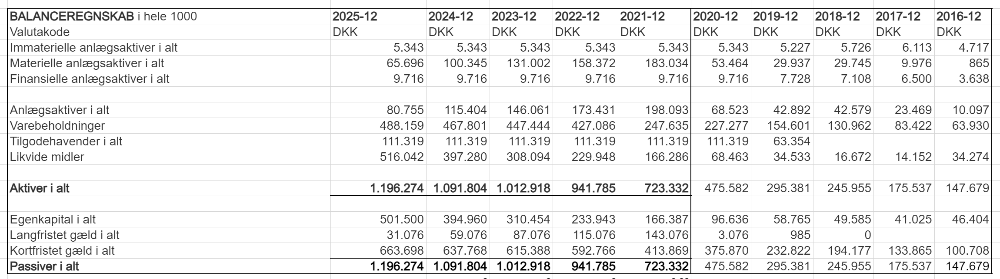 BALANCEREGNSKAB i hele 1000 2025-12 2024-12 2023-12 2022-12 2021-12 2020-12 2019-12 2018-12 2017-12 2016-12
Valutakode DKK DKK DKK DKK DKK DKK DKK DKK DKK DKK
Immaterielle anlægsaktiver i alt 5.343 5.343 5.343 5.343 5.343 5.343 5.227 5.726 6.113 4.717
Materielle anlægsaktiver i alt 65.696 100.345 131.002 158.372 183.034 53.464 29.937 29.745 9.976 865
Finansielle anlægsaktiver i alt 9.716 9.716 9.716 9.716 9.716 9.716 7.728 7.108 6.500 3.638
Anlægsaktiver i alt 80.755 115.404 146.061 173.431 198.093 68.523 42.892 42.579 23.469 10.097
Varebeholdninger 488.159 467.801 447.444 427.086 247.635 227.277 154.601 130.962 83.422 63.930
Tilgodehavender i alt 111.319 111.319 111.319 111.319 111.319 111.319 63.354
Likvide midler 516.042 397.280 308.094 229.948 166.286 68.463 34.533 16.672 14.152 34.274
Aktiver i alt 1.196.274 1.091.804 1.012.918 941.785 723.332 475.582 295.381 245.955 175.537 147.679
Egenkapital i alt 501.500 394.960 310.454 233.943 166.387 96.636 58.765 49.585 41.025 46.404
Langfristet gæld i alt 31.076 59.076 87.076 115.076 143.076 3.076 985 0
Kortfristet gæld i alt 663.698 637.768 615.388 592.766 413.869 375.870 232.822 194.177 133.865 100.708
Passiver i alt 1.196.274 1.091.804 1.012.918 941.785 723.332 475.582 295.381 245.955 175.537 147.679